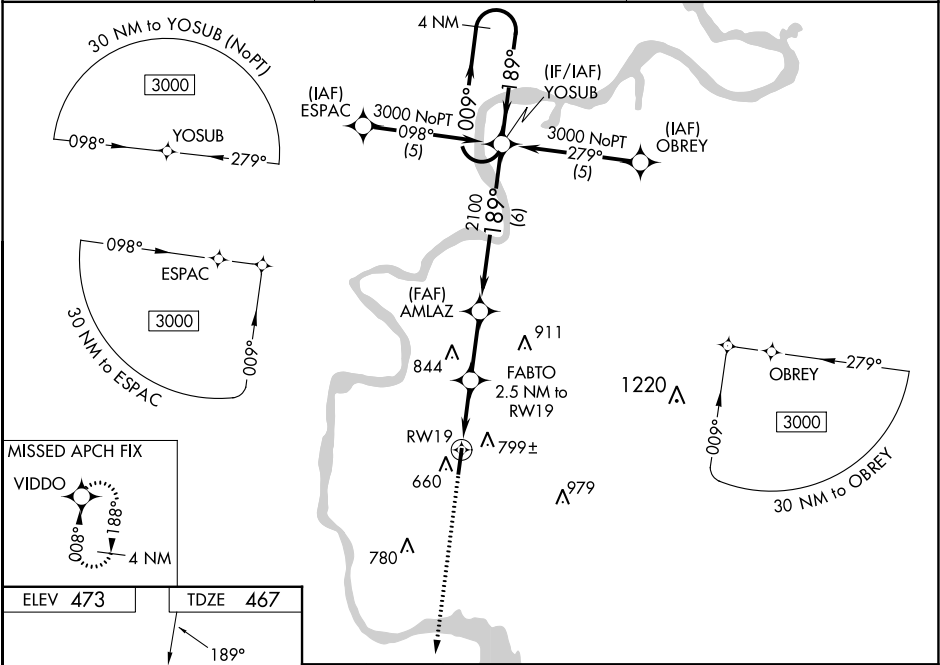 30 NM to YOSUB (NoPT)
3000
098°
YOSUB
279°
4 NM
009°
189°
(IF/IAF)
YOSUB
(IAF)
ESPAC
3000 NoPT
098°
(5)
3000 NoPT
279°
(5)
(IAF)
OBREY
2100
189°
(6)
098°
ESPAC
3000
009°
30 NM to ESPAC
(FAF)
AMLAZ
911
844
FABTO
2.5 NM to
RW19
RW19
799±
660
979
780
1220
OBREY
279°
3000
009°
30 NM to OBREY
MISSED APCH FIX
VIDDO
008°
188°
4 NM
ELEV 473
TDZE 467
189°